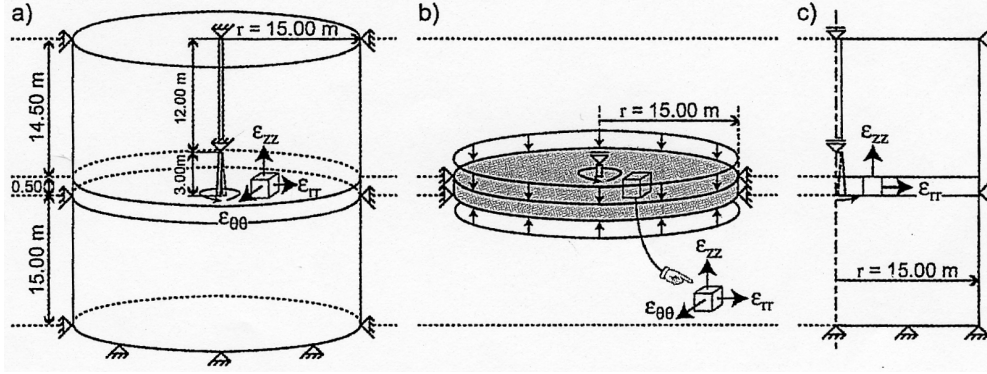 a)
r = 15.00 m
14.50 m
12.00 m
3.00m
0.50
15.00 m
εzz
εrr
εθθ
b)
r = 15.00 m
εzz
εrr
εθθ
c)
εzz
εrr
r = 15.00 m